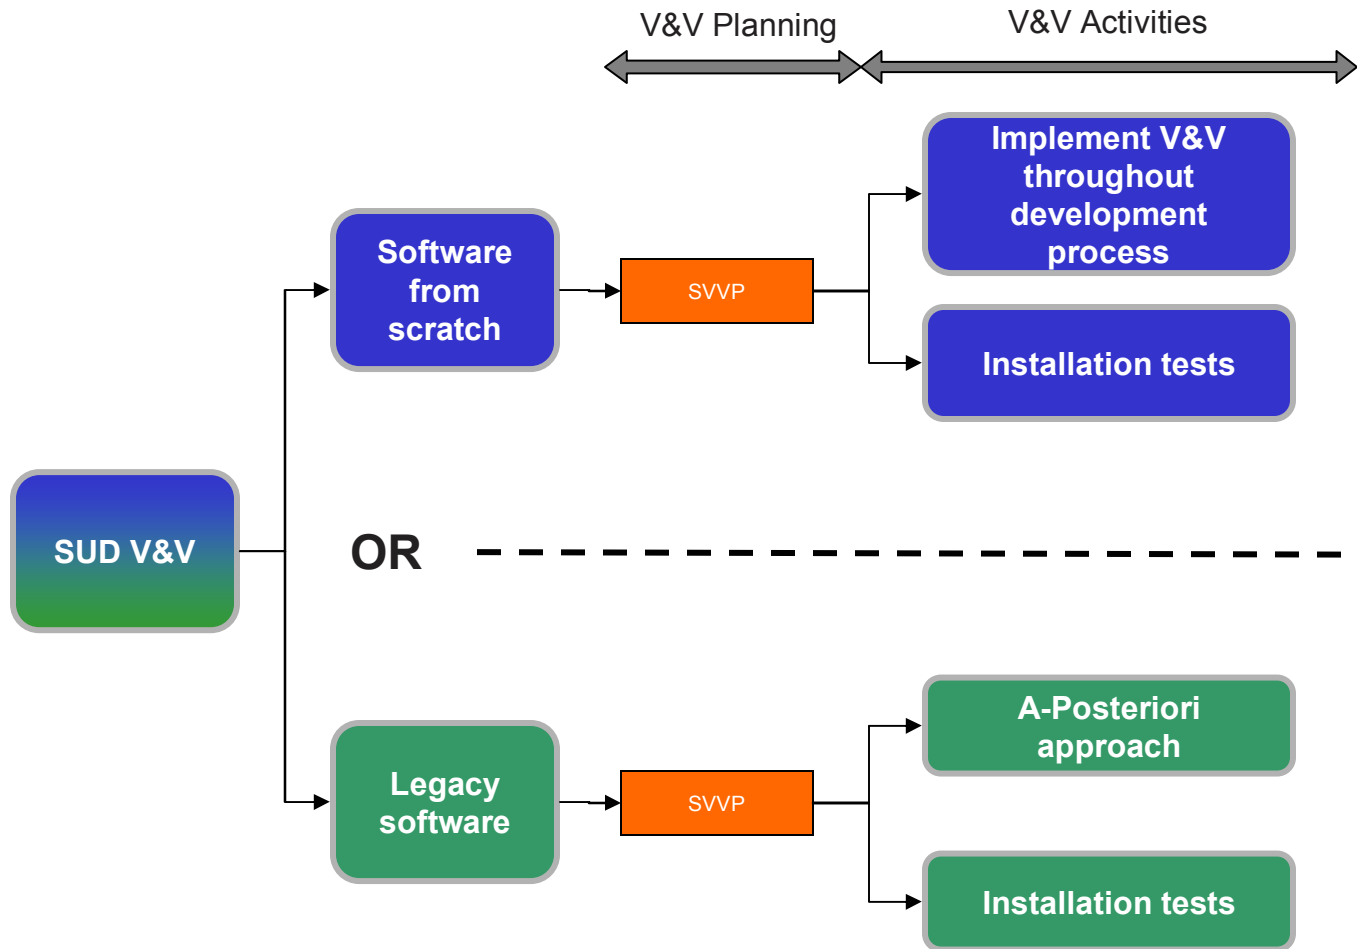 V&V Planning
V&V Activities
Implement V&V
throughout
development
process
Software
from
scratch
SVVP
Installation tests
SUD V&V
OR
A-Posteriori
approach
Legacy
software
SVVP
Installation tests